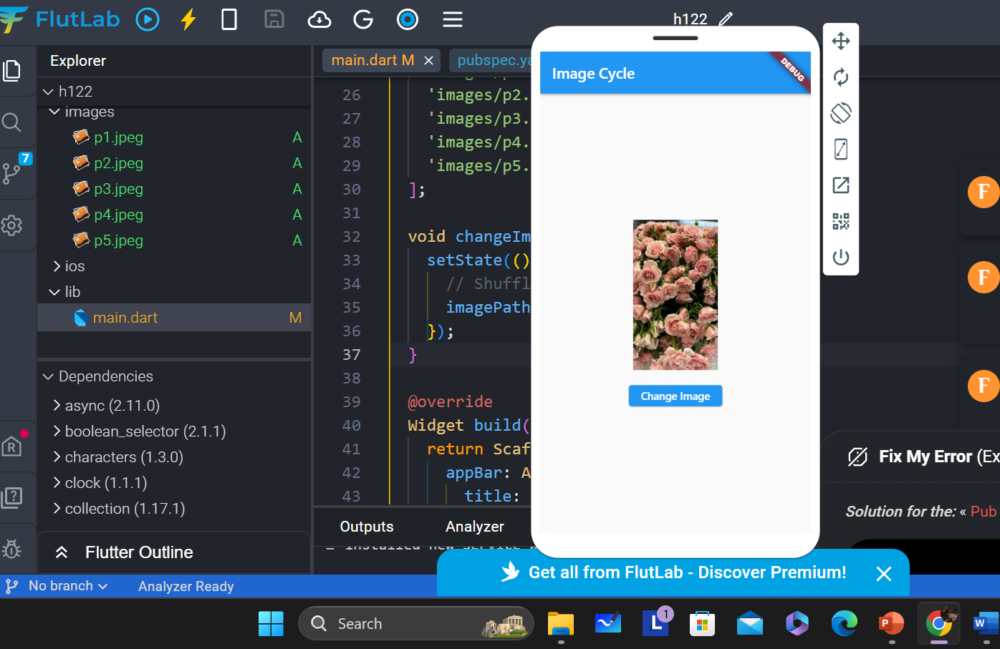 FlutLab
h122
Explorer
main.dart M
pubspec.ya
h122
images
p1.jpeg A
p2.jpeg A
p3.jpeg A
p4.jpeg A
p5.jpeg A
7
ios
lib
main.dart M
Dependencies
async (2.11.0)
boolean_selector (2.1.1)
characters (1.3.0)
clock (1.1.1)
collection (1.17.1)
Flutter Outline
26 'images/p2.
27 'images/p3.
28 'images/p4.
29 'images/p5.
30 ];
31
32 void changeIm
33 setState(()
34 // Shuffl
35 imagePath
36 });
37 }
38
39 @override
40 Widget build(
41 return Scaf
42 appBar: A
43 title:
Outputs Analyzer
Image Cycle
DEBUG
Change Image
F
F
F
Fix My Error (Ex
Solution for the: « Pub
Get all from FlutLab - Discover Premium!
No branch
Analyzer Ready
Search
1